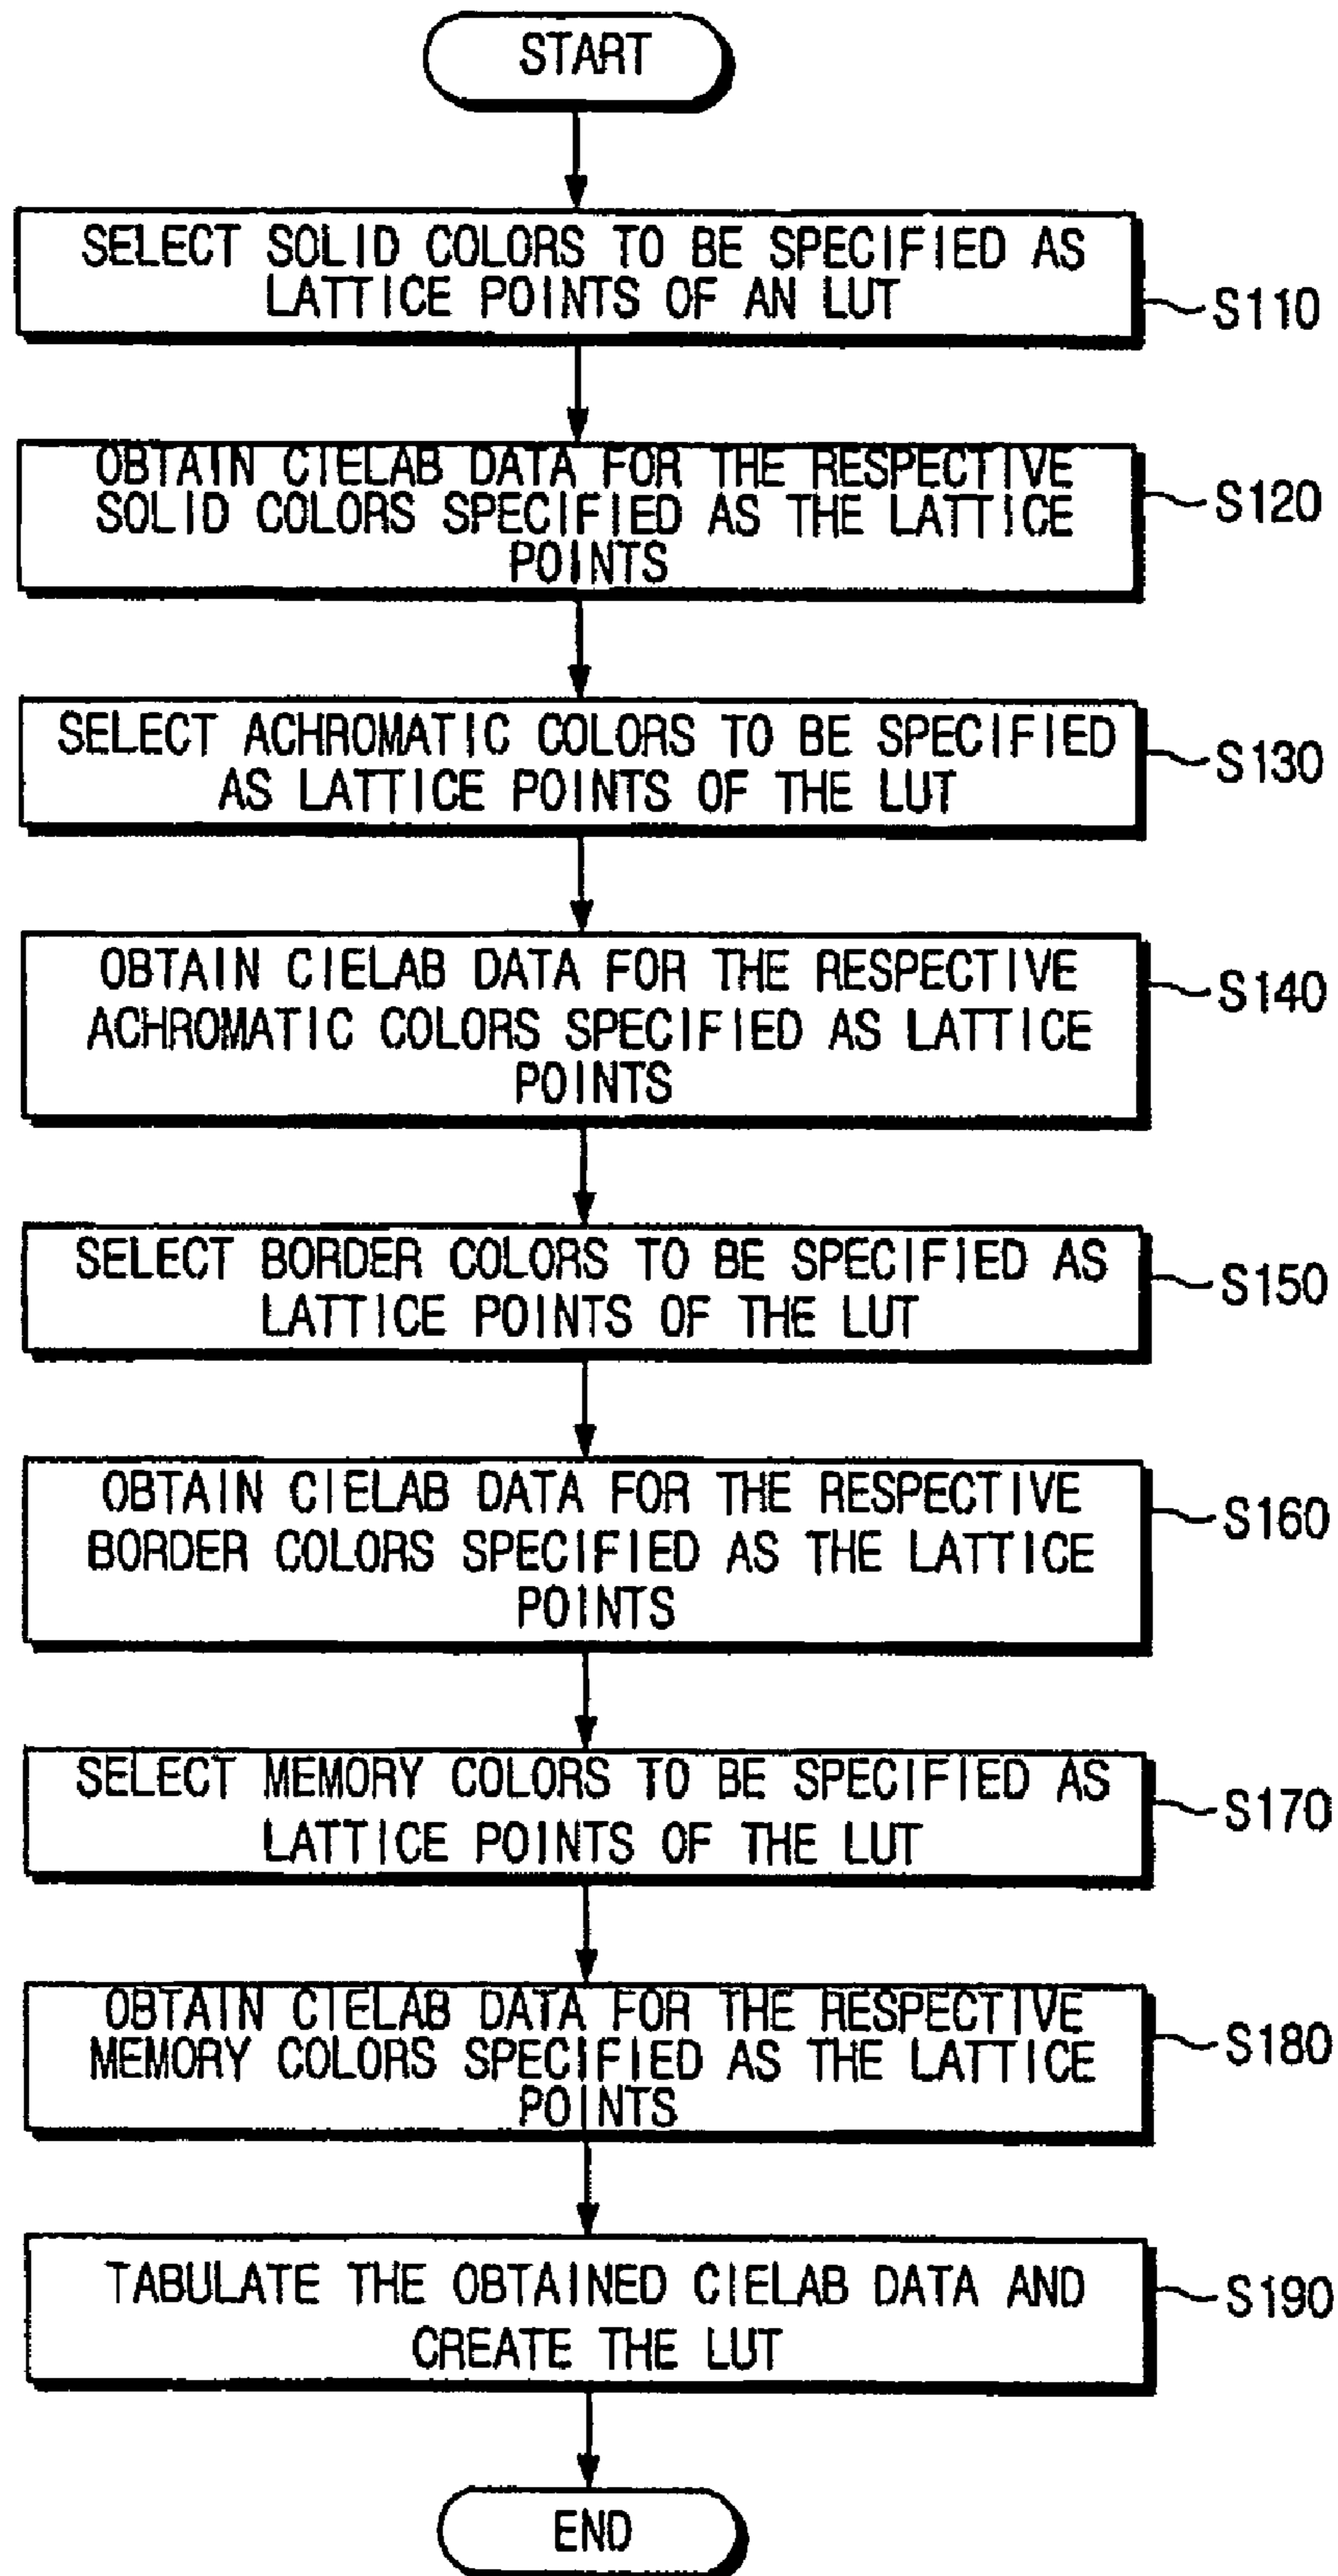 START
SELECT SOLID COLORS TO BE SPECIFIED AS
LATTICE POINTS OF AN LUT
S110
OBTAIN CIELAB DATA FOR THE RESPECTIVE
SOLID COLORS SPECIFIED AS THE LATTICE
POINTS
S120
SELECT ACHROMATIC COLORS TO BE SPECIFIED
AS LATTICE POINTS OF THE LUT
S130
OBTAIN CIELAB DATA FOR THE RESPECTIVE
ACHROMATIC COLORS SPECIFIED AS LATTICE
POINTS
S140
SELECT BORDER COLORS TO BE SPECIFIED AS
LATTICE POINTS OF THE LUT
S150
OBTAIN CIELAB DATA FOR THE RESPECTIVE
BORDER COLORS SPECIFIED AS THE LATTICE
POINTS
S160
SELECT MEMORY COLORS TO BE SPECIFIED AS
LATTICE POINTS OF THE LUT
S170
OBTAIN CIELAB DATA FOR THE RESPECTIVE
MEMORY COLORS SPECIFIED AS THE LATTICE
POINTS
S180
TABULATE THE OBTAINED CIELAB DATA AND
CREATE THE LUT
S190
END